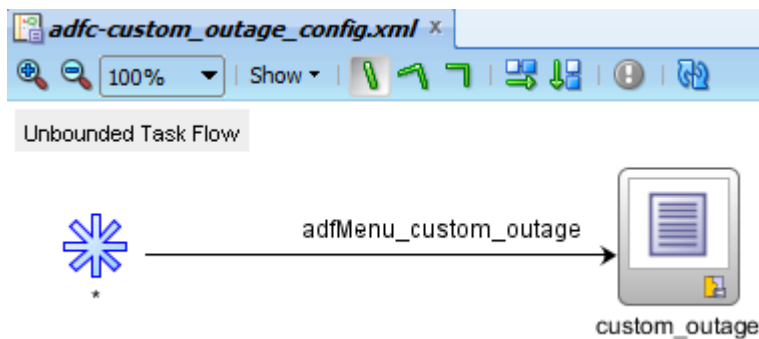 adfc-custom_outage_config.xml
100% Show
Unbounded Task Flow
adfMenu_custom_outage
*
custom_outage